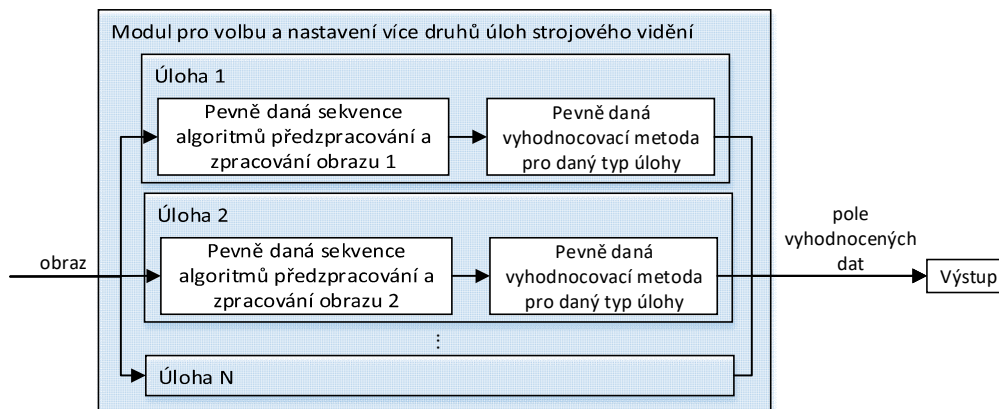 Modul pro volbu a nastavení více druhů úloh strojového vidění
Úloha 1
Pevně daná sekvence
algoritmů předzpracování a
zpracování obrazu 1
Pevně daná
vyhodnocovací metoda
pro daný typ úlohy
Úloha 2
Pevně daná sekvence
algoritmů předzpracování a
zpracování obrazu 2
Pevně daná
vyhodnocovací metoda
pro daný typ úlohy
⋮
Úloha N
obraz
pole
vyhodnocených
dat
Výstup